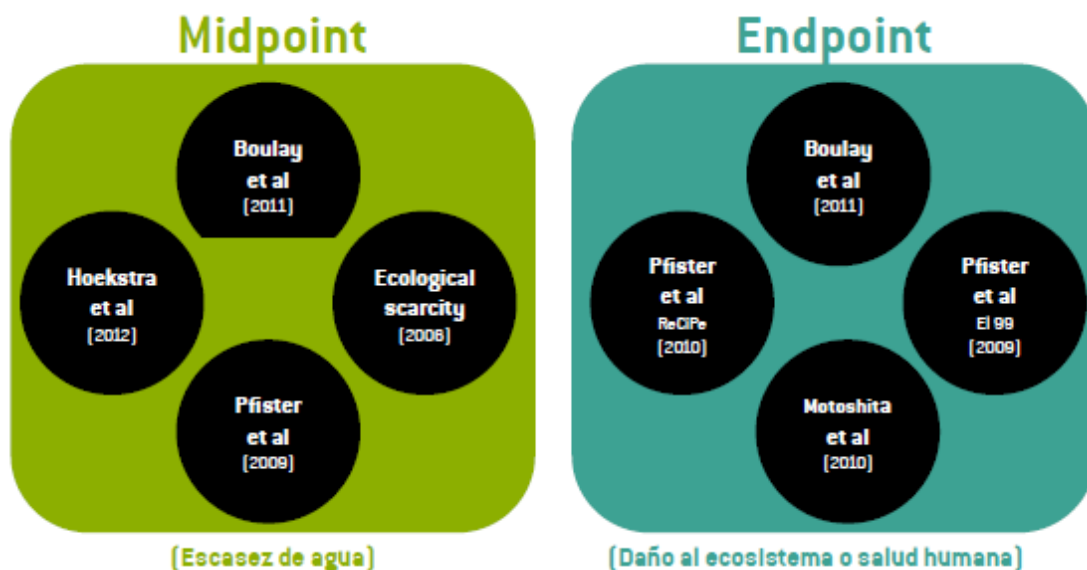 Midpoint
Boulay
et al
(2011)
Hoekstra
et al
(2012)
Ecological
scarcity
(2006)
Pfister
et al
(2009)
(Escasez de agua)
Endpoint
Boulay
et al
(2011)
Pfister
et al
ReCiPe
(2010)
Pfister
et al
EI 99
(2009)
Motoshita
et al
(2010)
(Daño al ecosistema o salud humana)